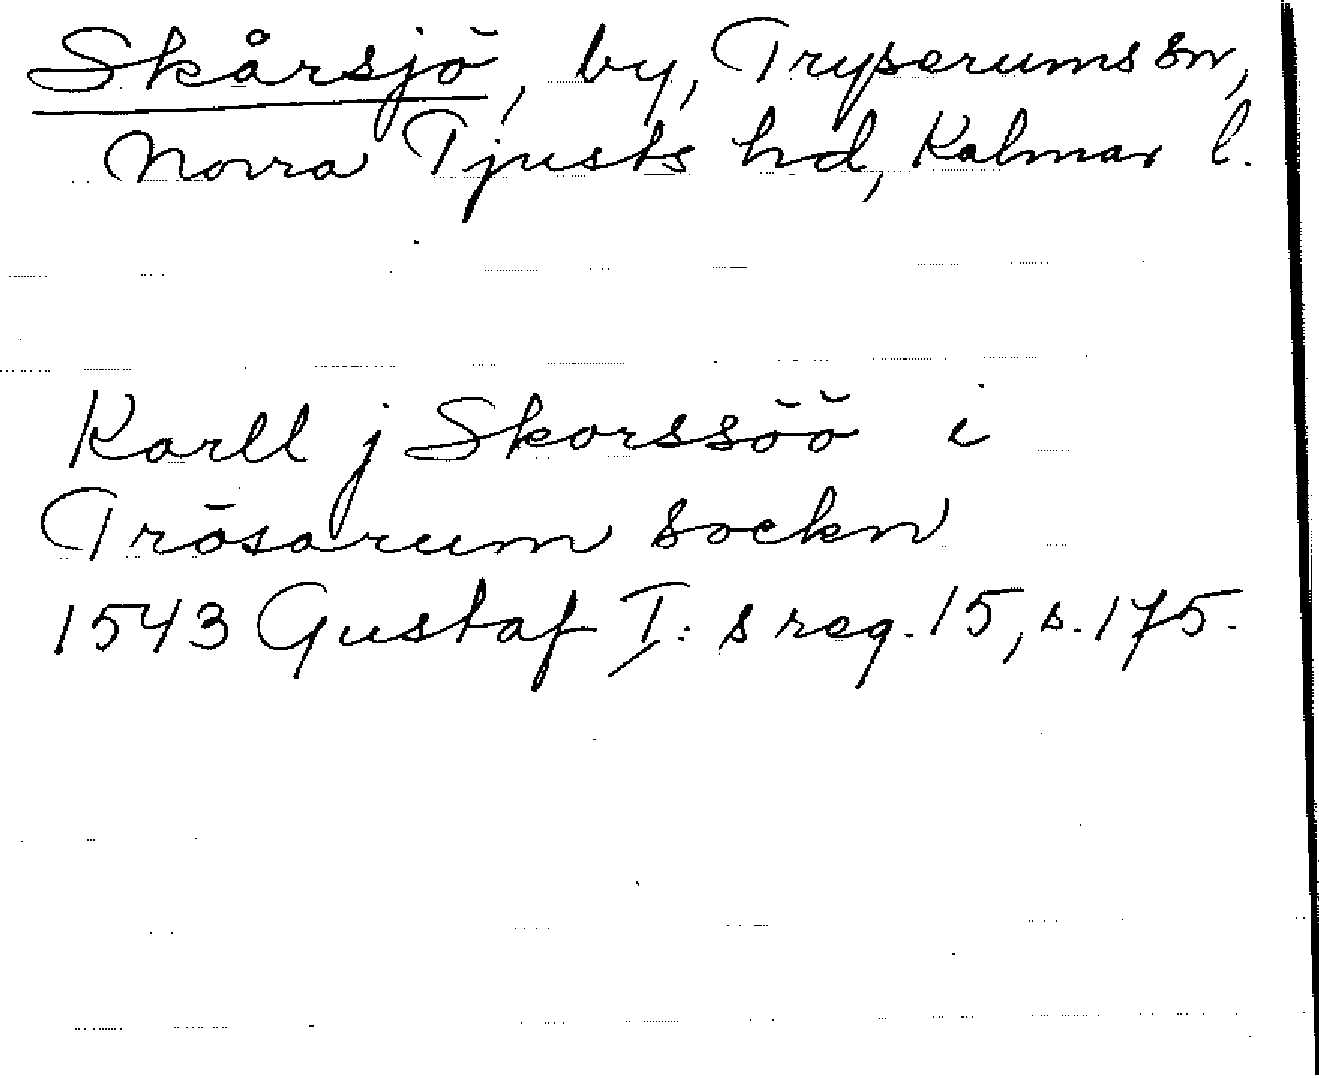 Skårsjö, by, Tryserums sn,
Norra Tjusts hd, Kalmar l.
Karll j Skorssöö i
Trösarum sockn
1543 Gustaf I:s reg. 15, s. 175.